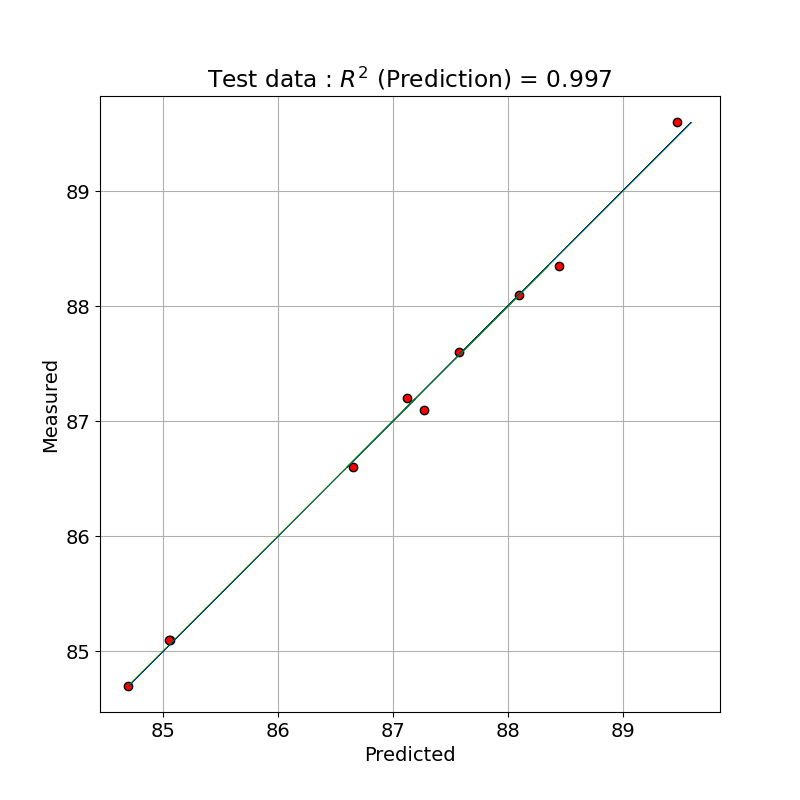 Test data : R² (Prediction) = 0.997
Measured
89
88
87
86
85
85 86 87 88 89
Predicted